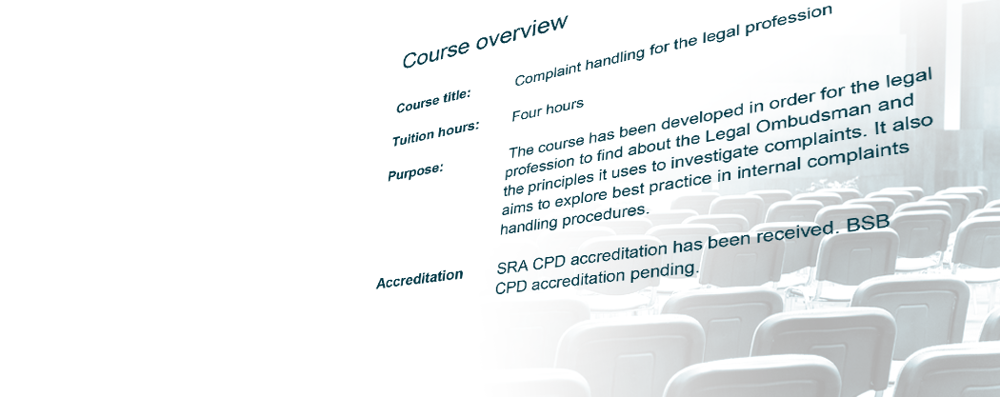 Course overview
Course title: Complaint handling for the legal profession
Tuition hours: Four hours
Purpose: The course has been developed in order for the legal
profession to find about the Legal Ombudsman and
the principles it uses to investigate complaints. It also
aims to explore best practice in internal complaints
handling procedures.
Accreditation SRA CPD accreditation has been received. BSB
CPD accreditation pending.